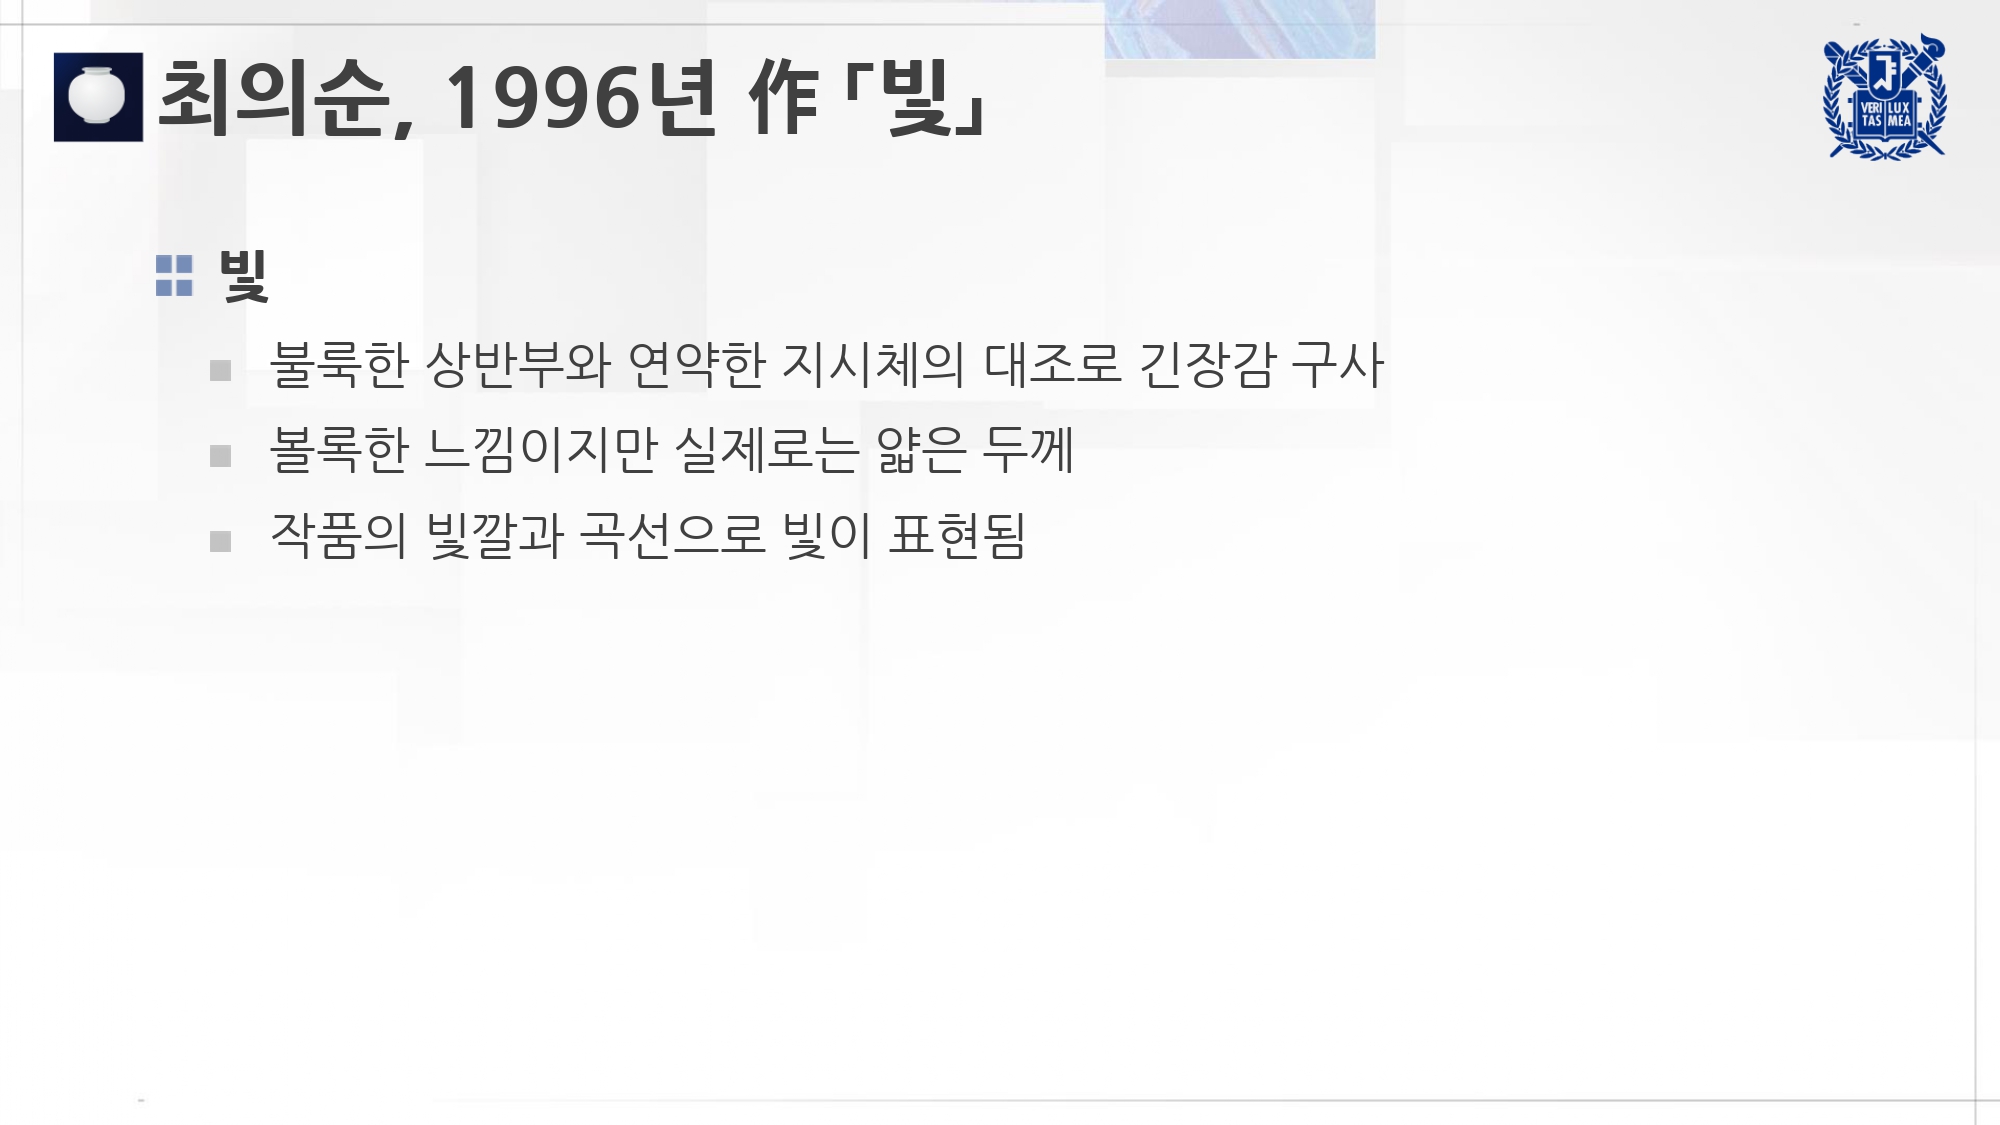 최의순, 1996년 作「빛」
VERI LUX
TAS MEA
빛
불룩한 상반부와 연약한 지시체의 대조로 긴장감 구사
볼록한 느낌이지만 실제로는 얇은 두께
작품의 빛깔과 곡선으로 빛이 표현됨